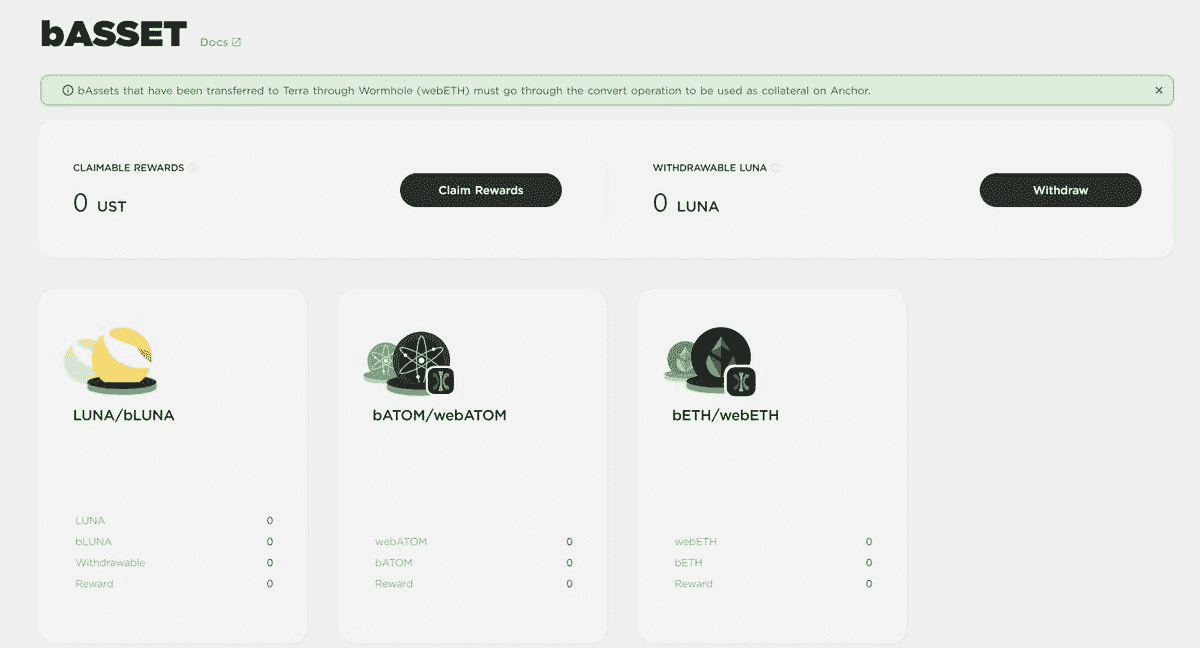 bASSET Docs
bAssets that have been transferred to Terra through Wormhole (webETH) must go through the convert operation to be used as collateral on Anchor.
CLAIMABLE REWARDS
0 UST
Claim Rewards
WITHDRAWABLE LUNA
0 LUNA
Withdraw
LUNA/bLUNA
LUNA 0
bLUNA 0
Withdrawable 0
Reward 0
bATOM/webATOM
webATOM 0
bATOM 0
Reward 0
bETH/webETH
webETH 0
bETH 0
Reward 0